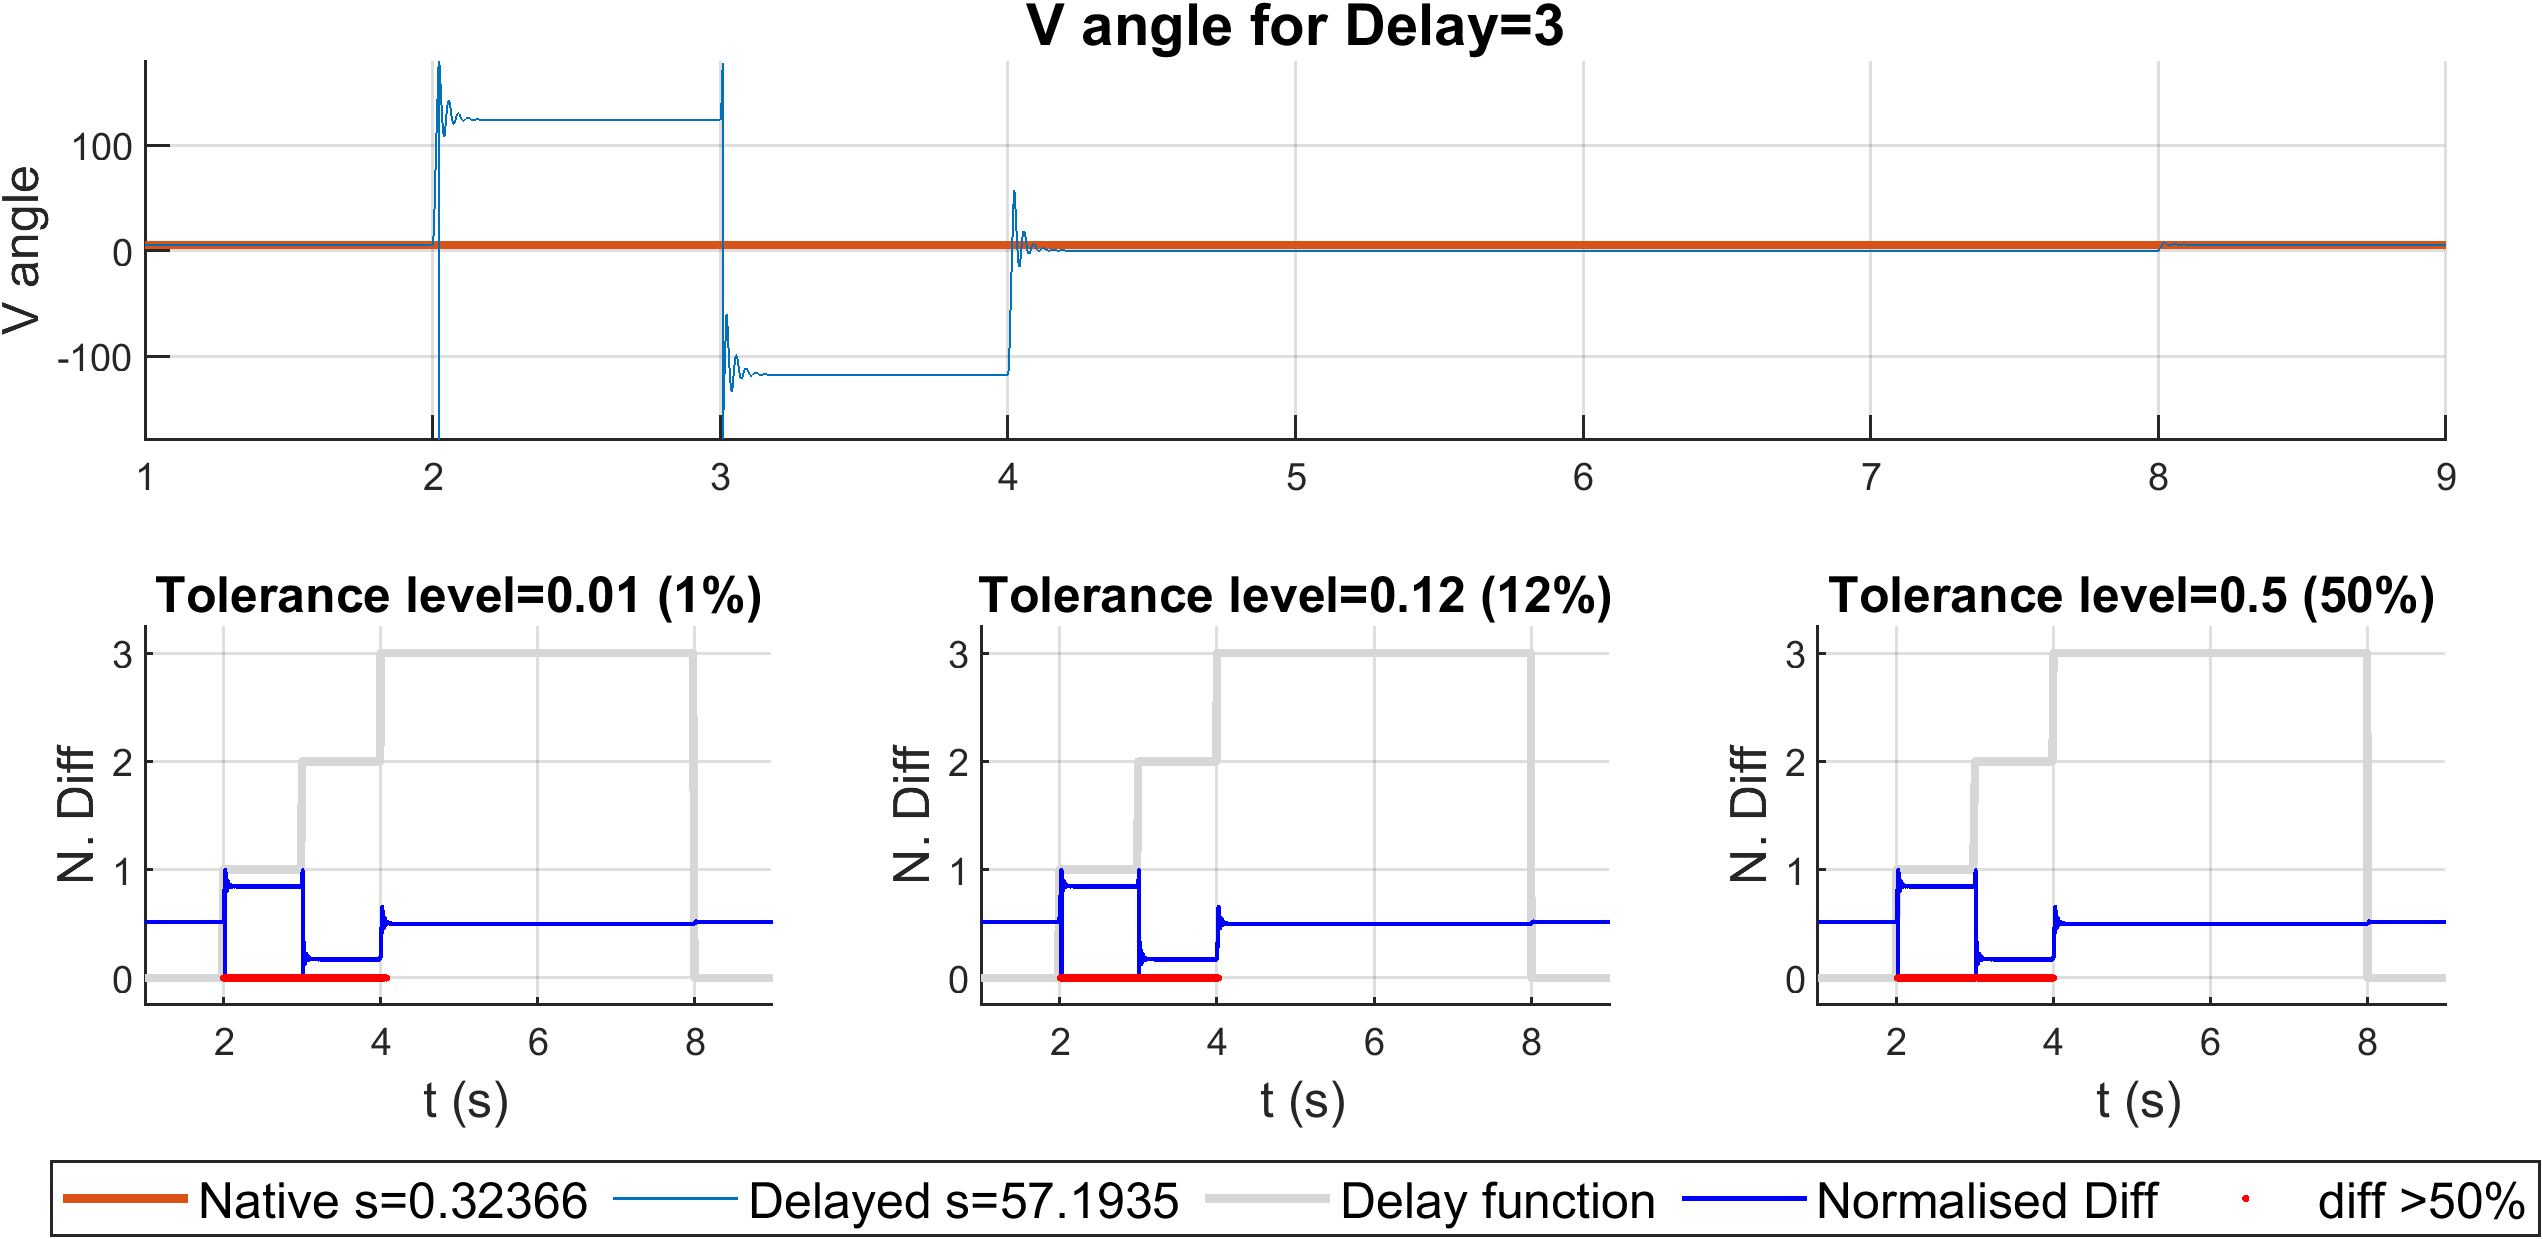 V angle for Delay=3
V angle
100
0
-100
1 2 3 4 5 6 7 8 9
Tolerance level=0.01 (1%)
N. Diff
3
2
1
0
2 4 6 8
t (s)
Tolerance level=0.12 (12%)
N. Diff
3
2
1
0
2 4 6 8
t (s)
Tolerance level=0.5 (50%)
N. Diff
3
2
1
0
2 4 6 8
t (s)
Native s=0.32366 Delayed s=57.1935 Delay function Normalised Diff diff >50%